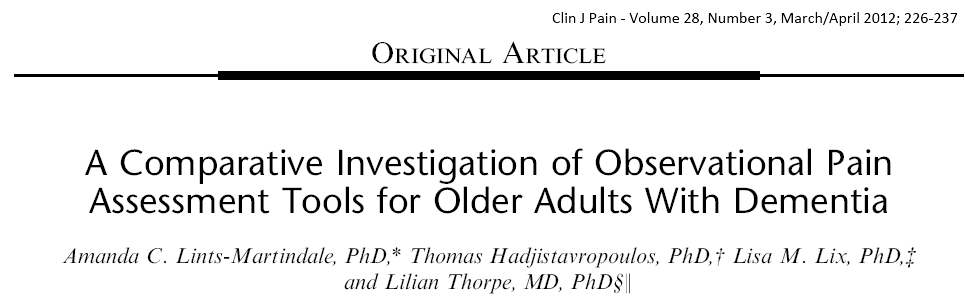 Clin J Pain - Volume 28, Number 3, March/April 2012; 226-237
ORIGINAL ARTICLE
A Comparative Investigation of Observational Pain
Assessment Tools for Older Adults With Dementia
Amanda C. Lints-Martindale, PhD,* Thomas Hadjistavropoulos, PhD,† Lisa M. Lix, PhD,‡
and Lilian Thorpe, MD, PhD§‖